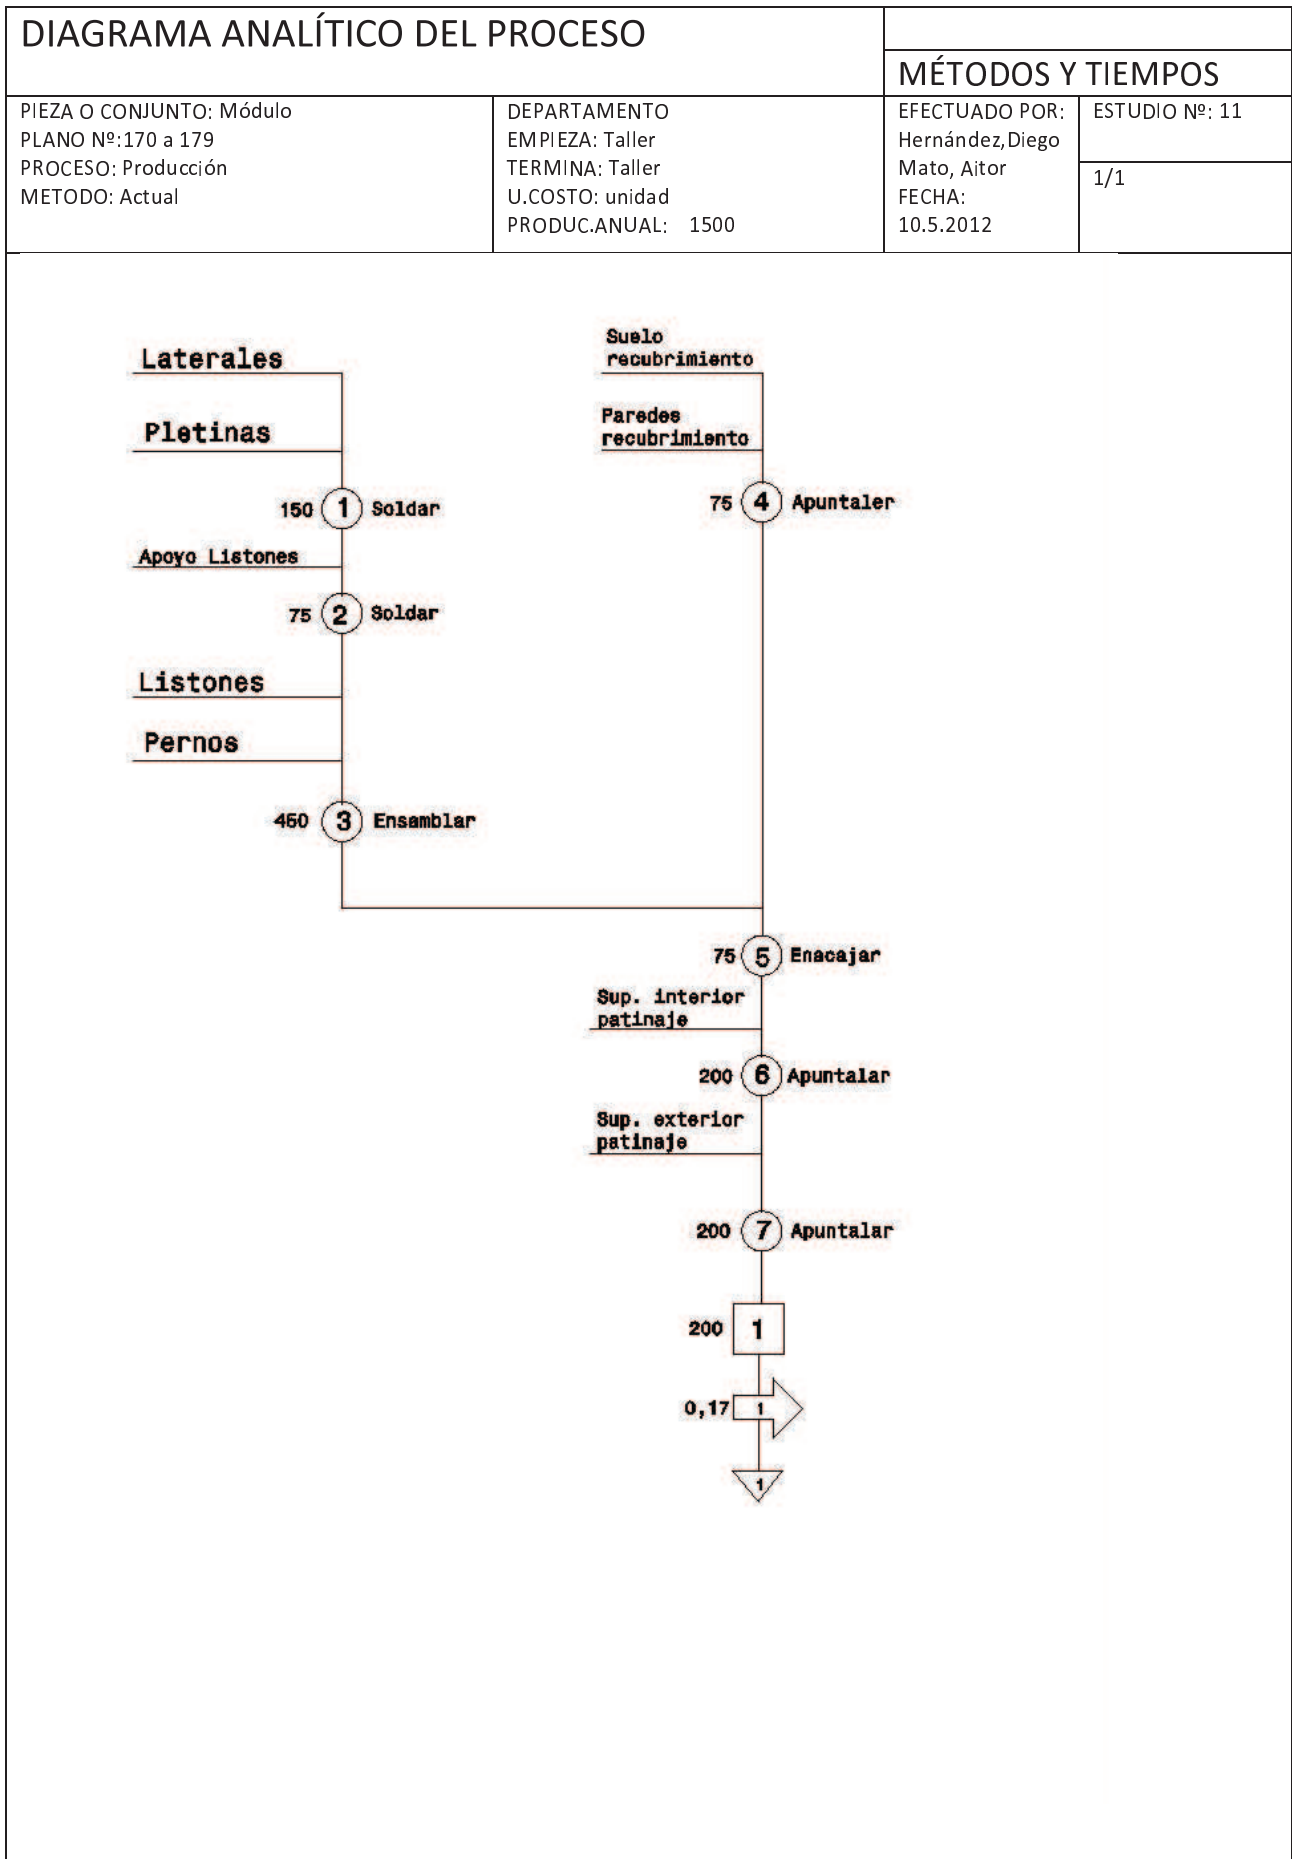 DIAGRAMA ANALÍTICO DEL PROCESO
MÉTODOS Y TIEMPOS
PIEZA O CONJUNTO: Módulo
PLANO Nº:170 a 179
PROCESO: Producción
METODO: Actual
DEPARTAMENTO
EMPIEZA: Taller
TERMINA: Taller
U.COSTO: unidad
PRODUC.ANUAL: 1500
EFECTUADO POR:
Hernández,Diego
Mato, Aitor
FECHA:
10.5.2012
ESTUDIO Nº: 11
1/1
Laterales
Pletinas
150 1 Soldar
Apoyo Listones
75 2 Soldar
Listones
Pernos
450 3 Ensamblar
Suelo
recubrimiento
Paredes
recubrimiento
75 4 Apuntaler
75 5 Enacajar
Sup. interior
patinaje
200 6 Apuntalar
Sup. exterior
patinaje
200 7 Apuntalar
200 1
0,17 1
1